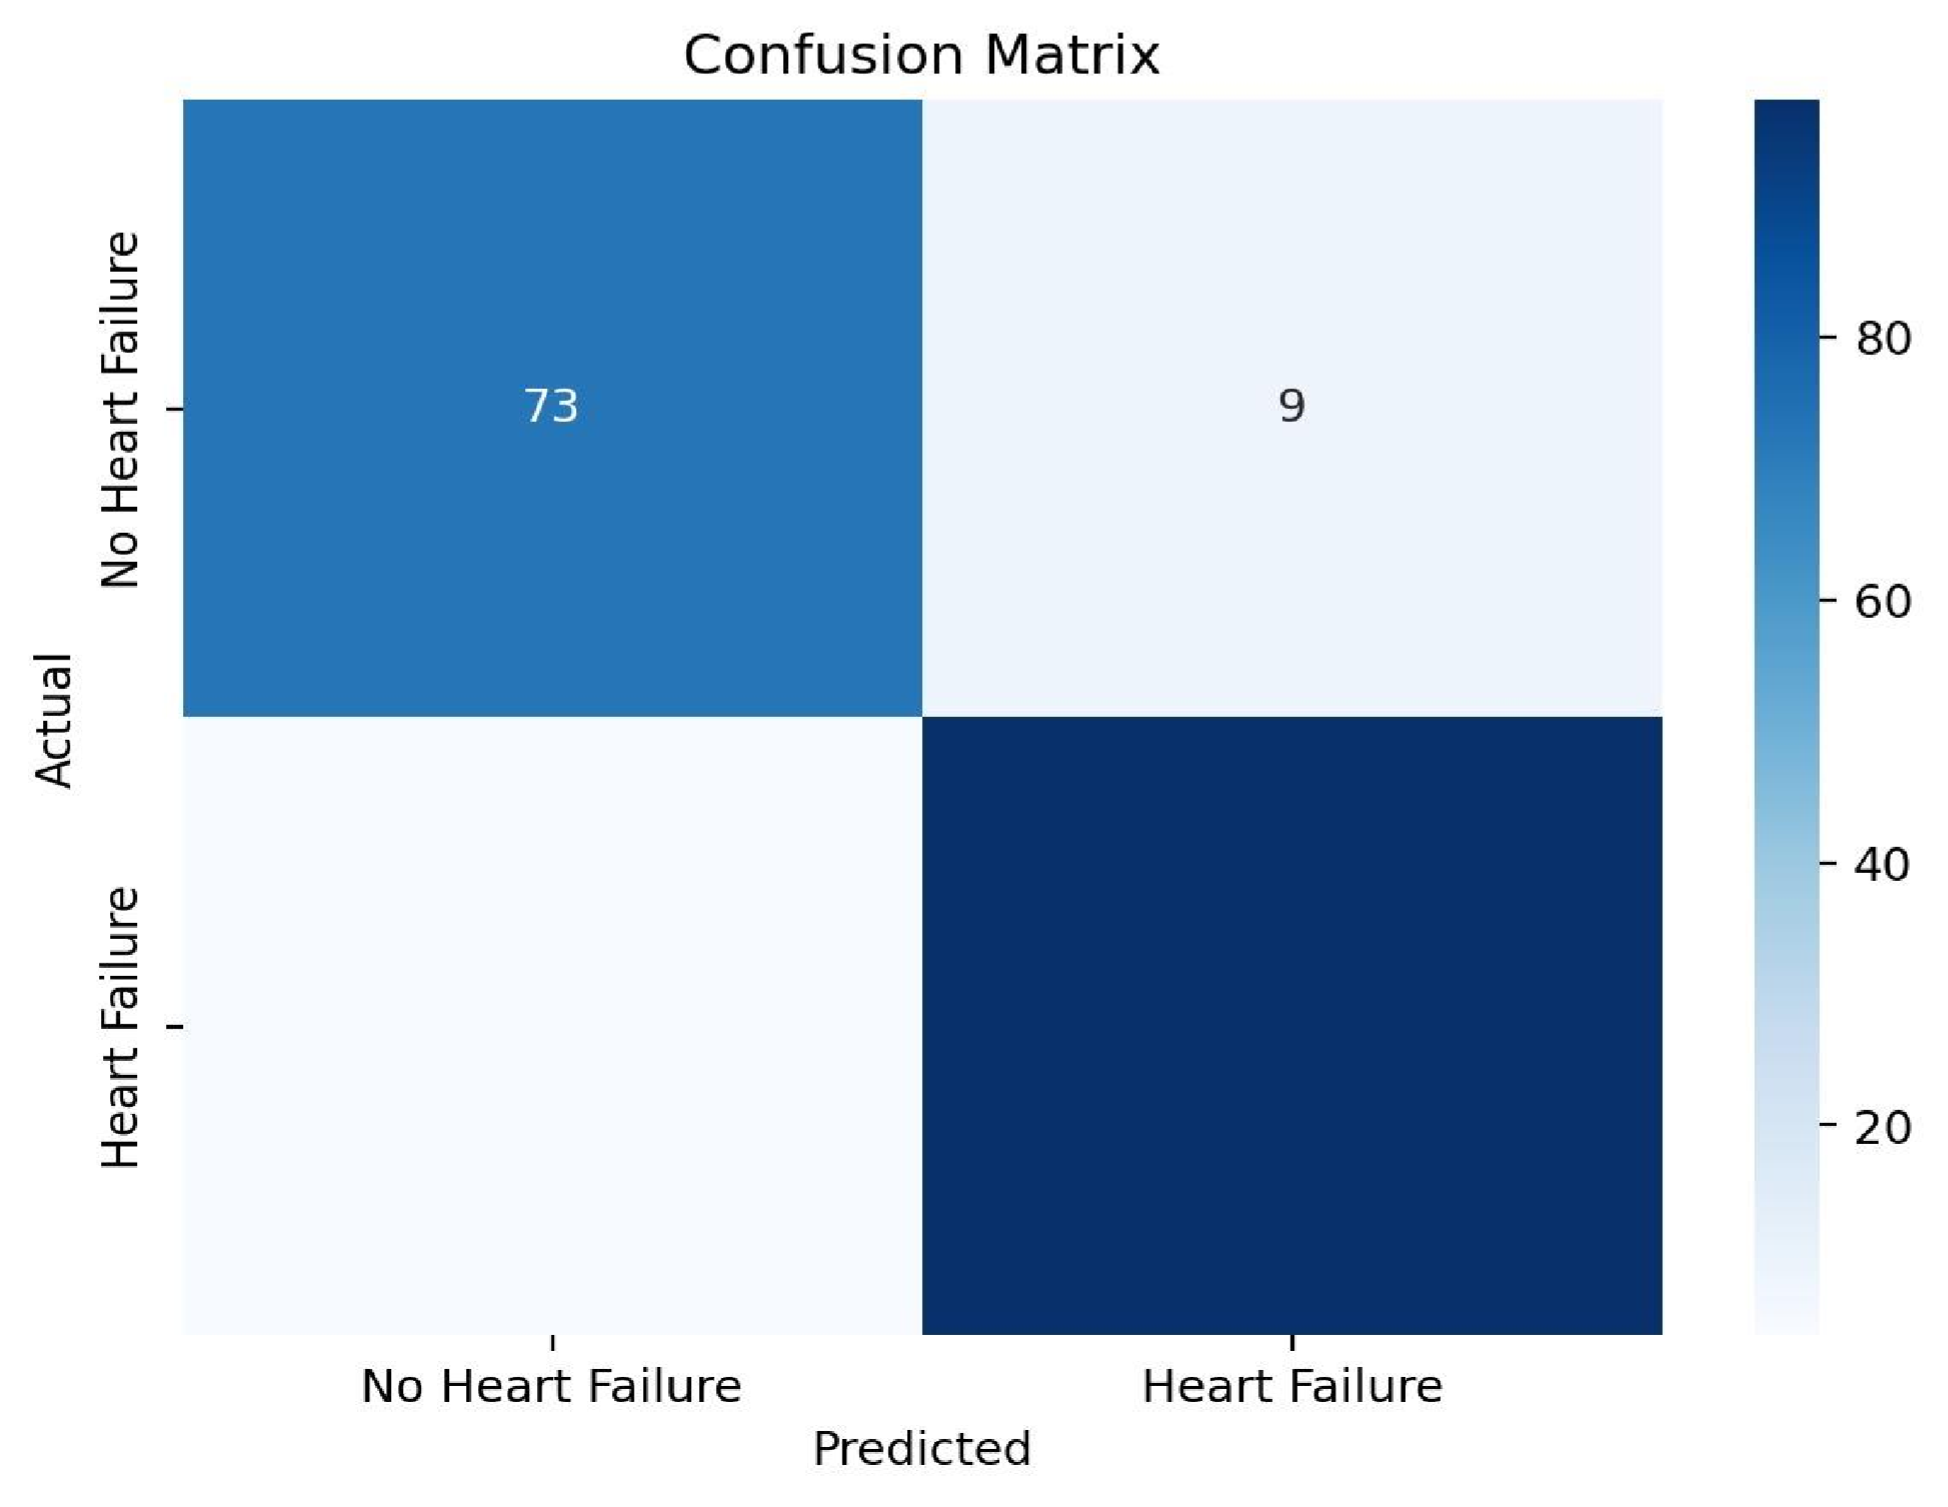 Confusion Matrix
No Heart Failure
73
9
Actual
Heart Failure
No Heart Failure
Heart Failure
Predicted
80
60
40
20